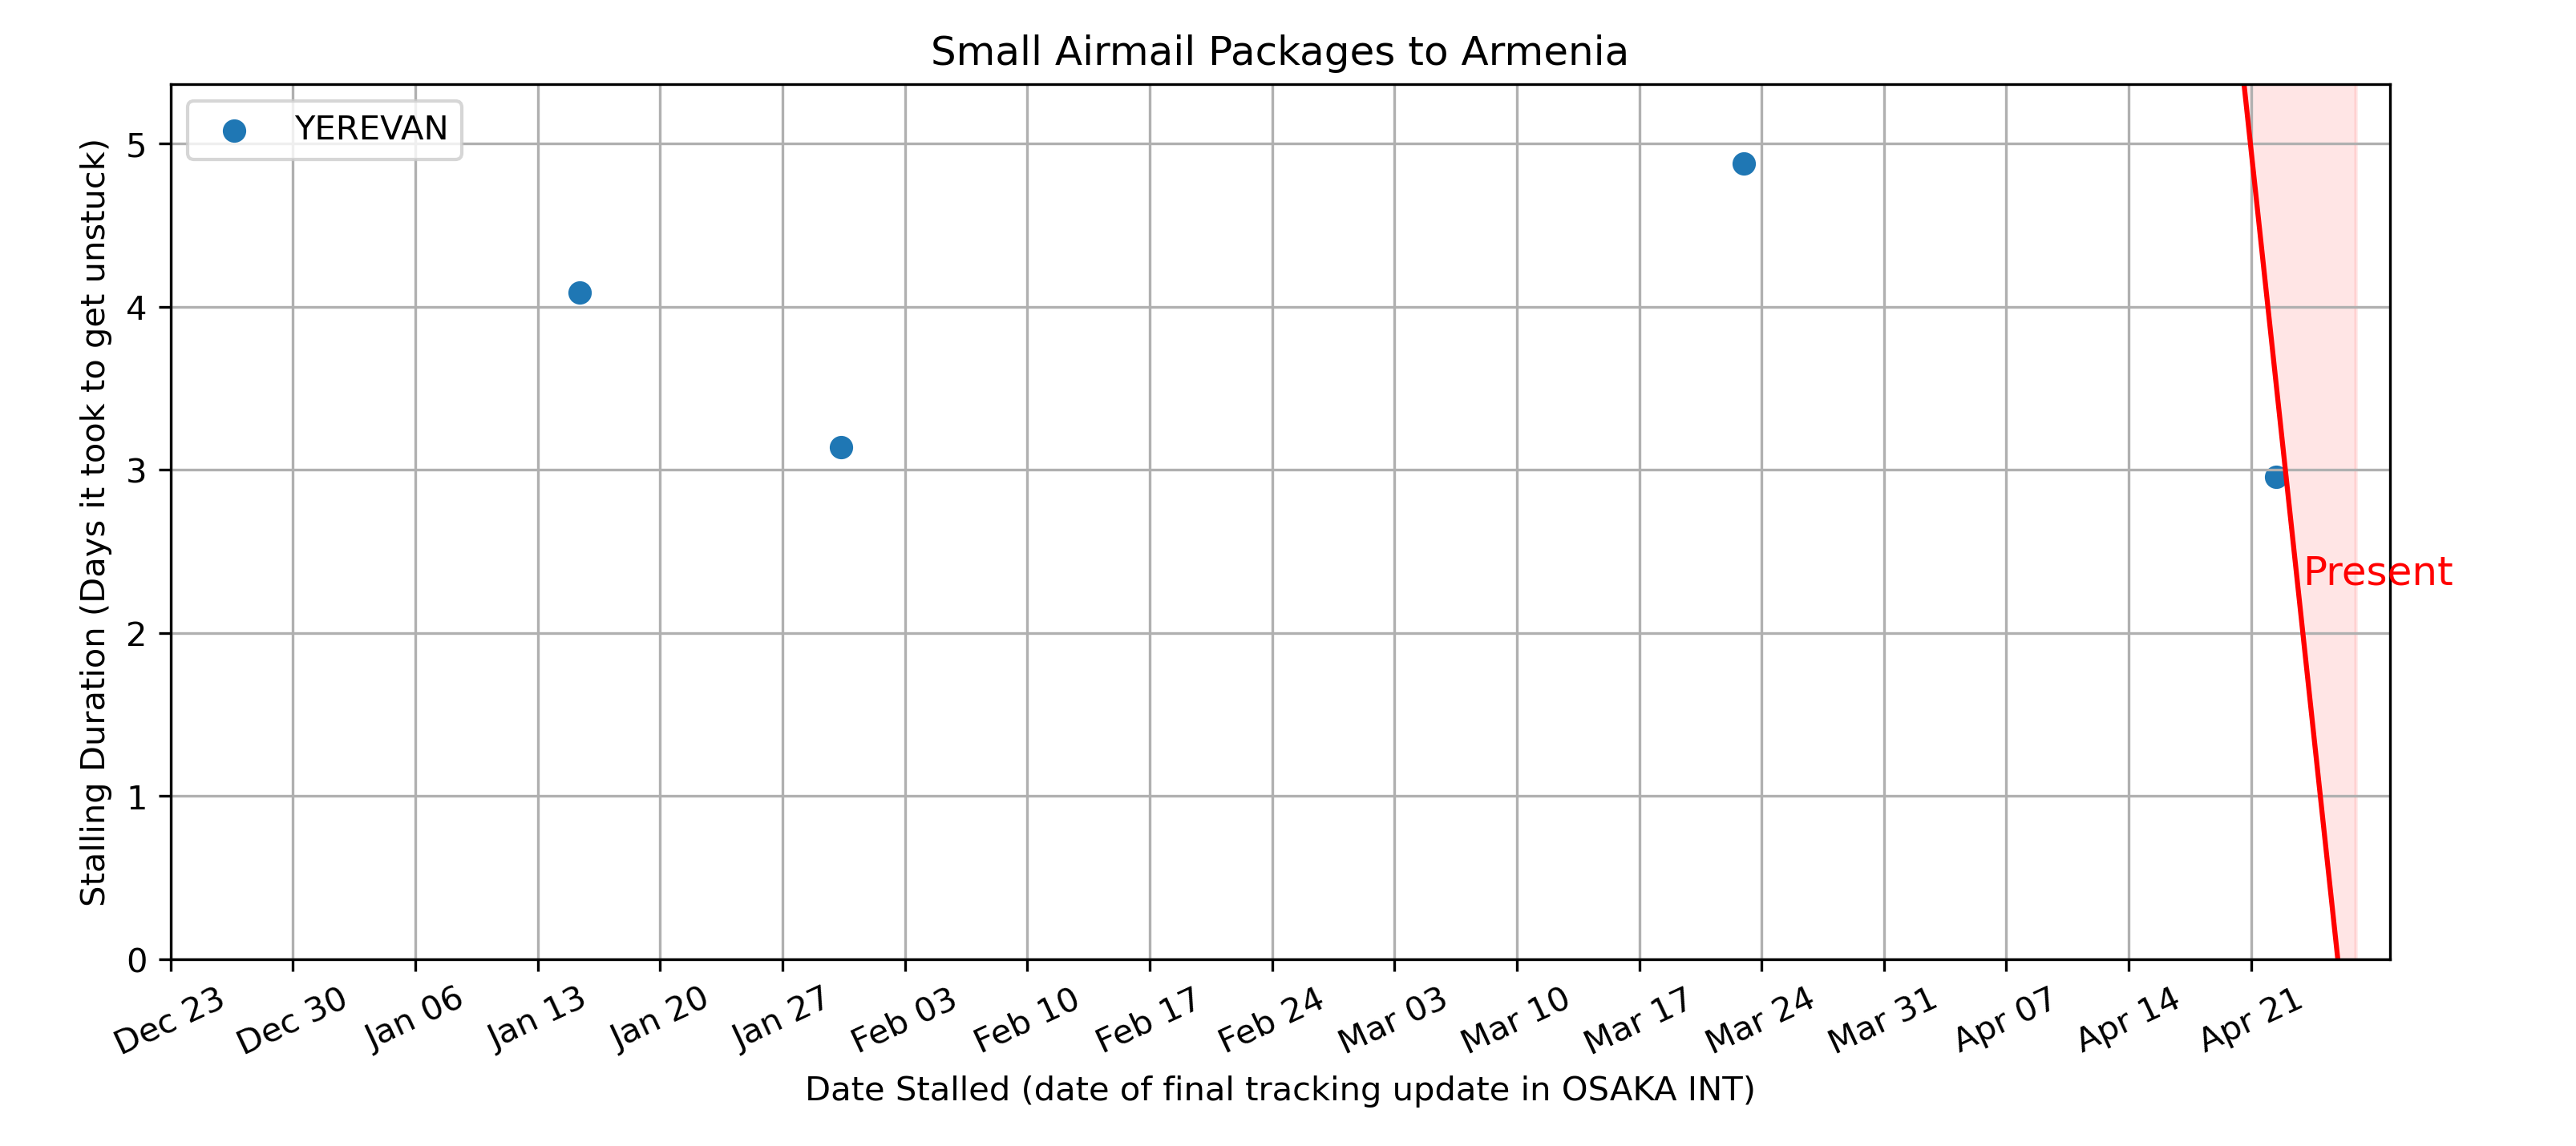 Small Airmail Packages to Armenia
YEREVAN
Stalling Duration (Days it took to get unstuck)
5
4
3
2
1
0
Present
Dec 23
Dec 30
Jan 06
Jan 13
Jan 20
Jan 27
Feb 03
Feb 10
Feb 17
Feb 24
Mar 03
Mar 10
Mar 17
Mar 24
Mar 31
Apr 07
Apr 14
Apr 21
Date Stalled (date of final tracking update in OSAKA INT)